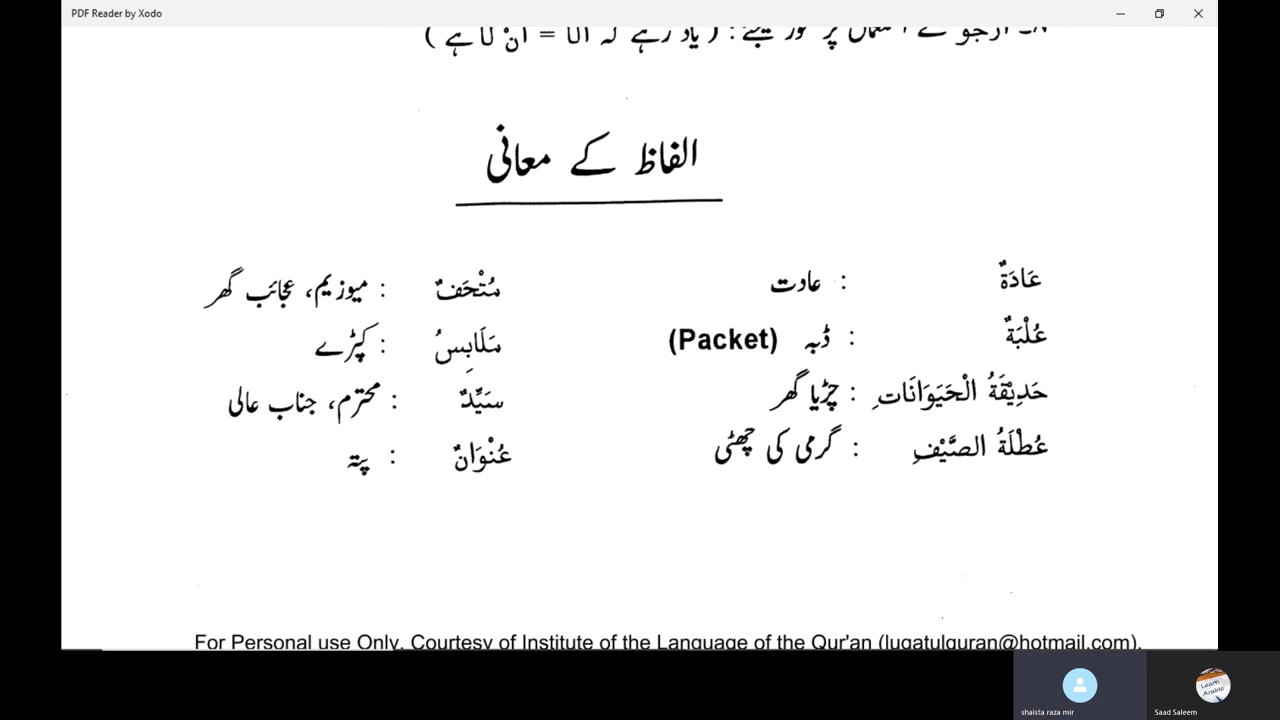 PDF Reader by Xodo
الفاظ کے معانی
عَادَةٌ : عادت
مُتْحَفٌ : میوزیم، عجائب گھر
عُلْبَةٌ : ڈبہ (Packet)
مَلَابِسُ : کپڑے
حَدِيْقَةُ الْحَيَوَانَاتِ : چڑیا گھر
سَيِّدٌ : محترم، جناب عالی
عُطْلَةُ الصَّيْفِ : گرمی کی چھٹی
عُنْوَانٌ : پتہ
For Personal use Only. Courtesy of Institute of the Language of the Qur'an (lugatulquran@hotmail.com).
shaista raza mir
Saad Saleem
Learn Arabic